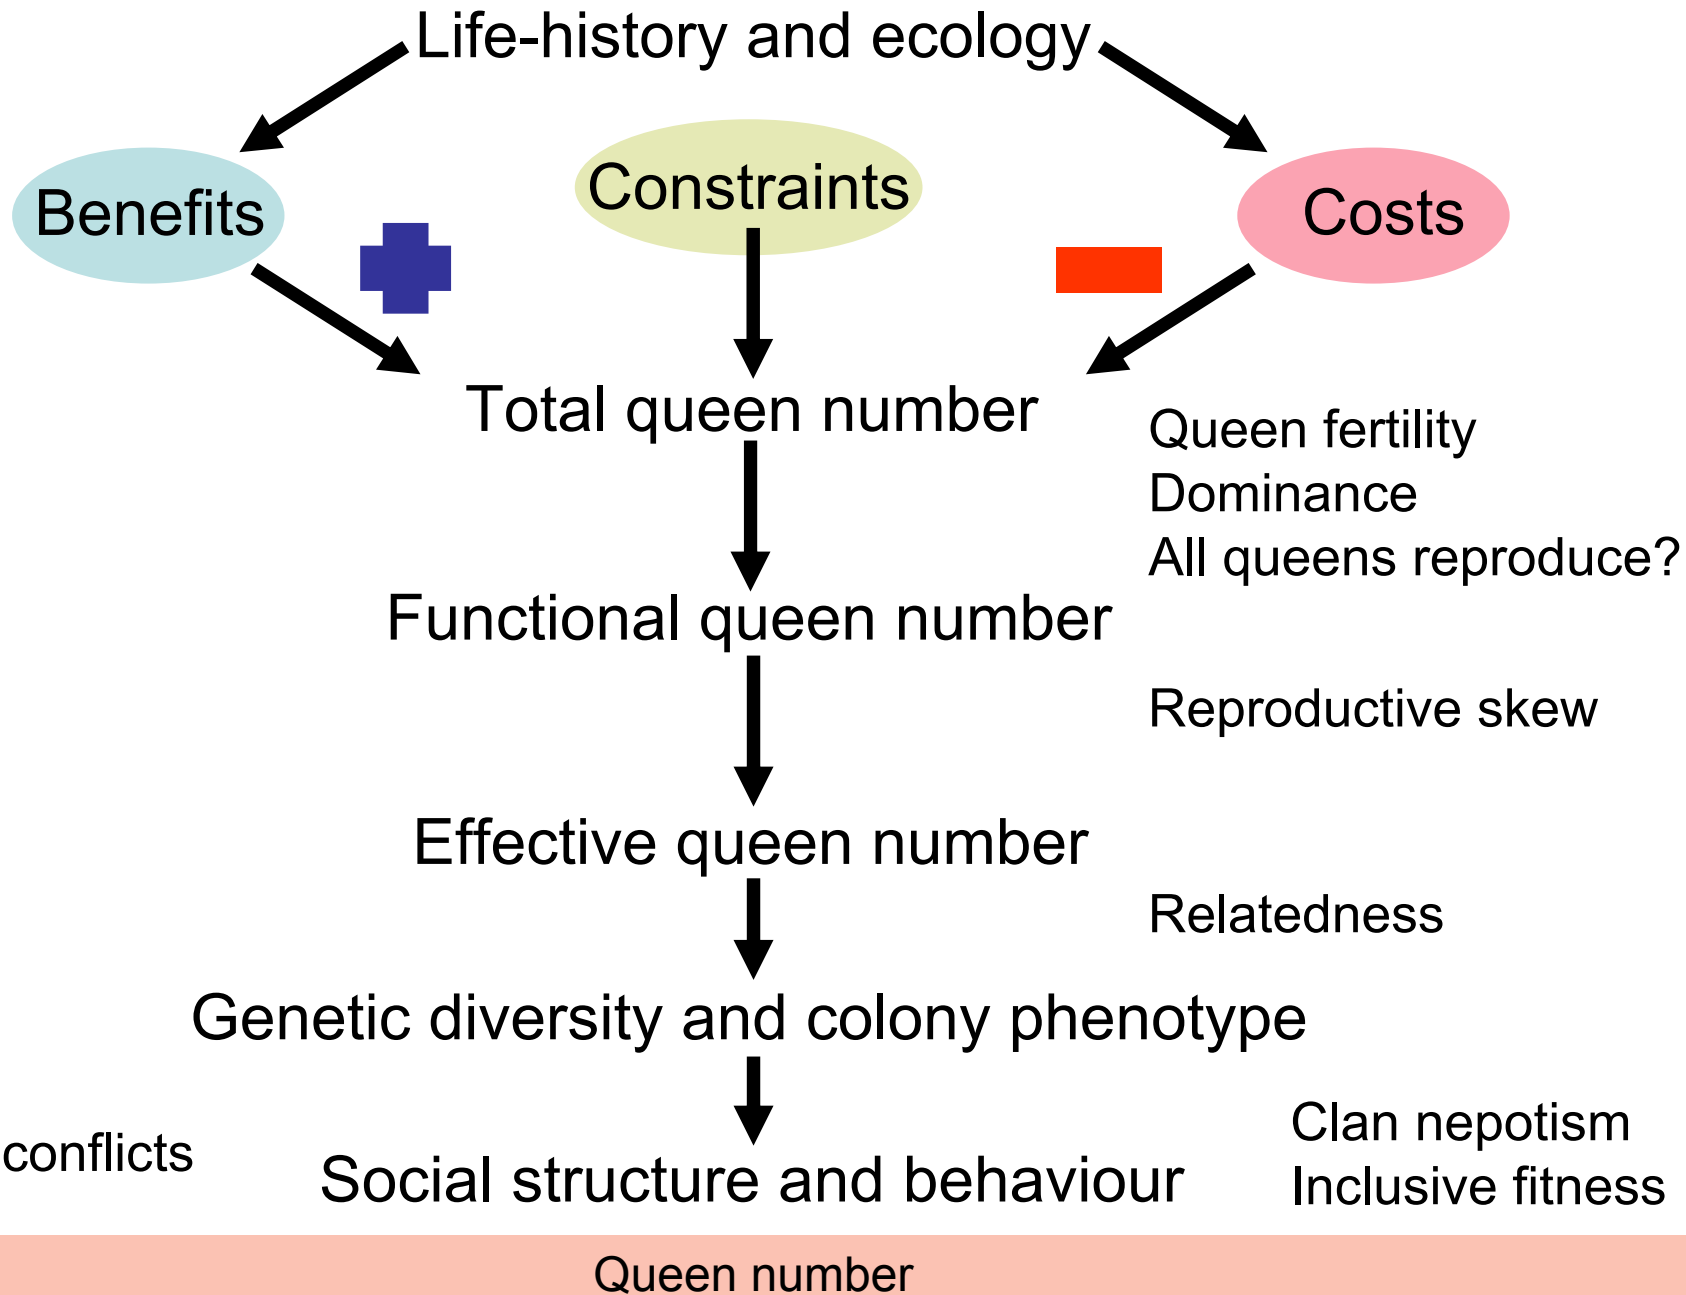 Life-history and ecology
Benefits
Constraints
Costs
Total queen number
Queen fertility
Dominance
All queens reproduce?
Functional queen number
Reproductive skew
Effective queen number
Relatedness
Genetic diversity and colony phenotype
conflicts
Social structure and behaviour
Clan nepotism
Inclusive fitness
Queen number